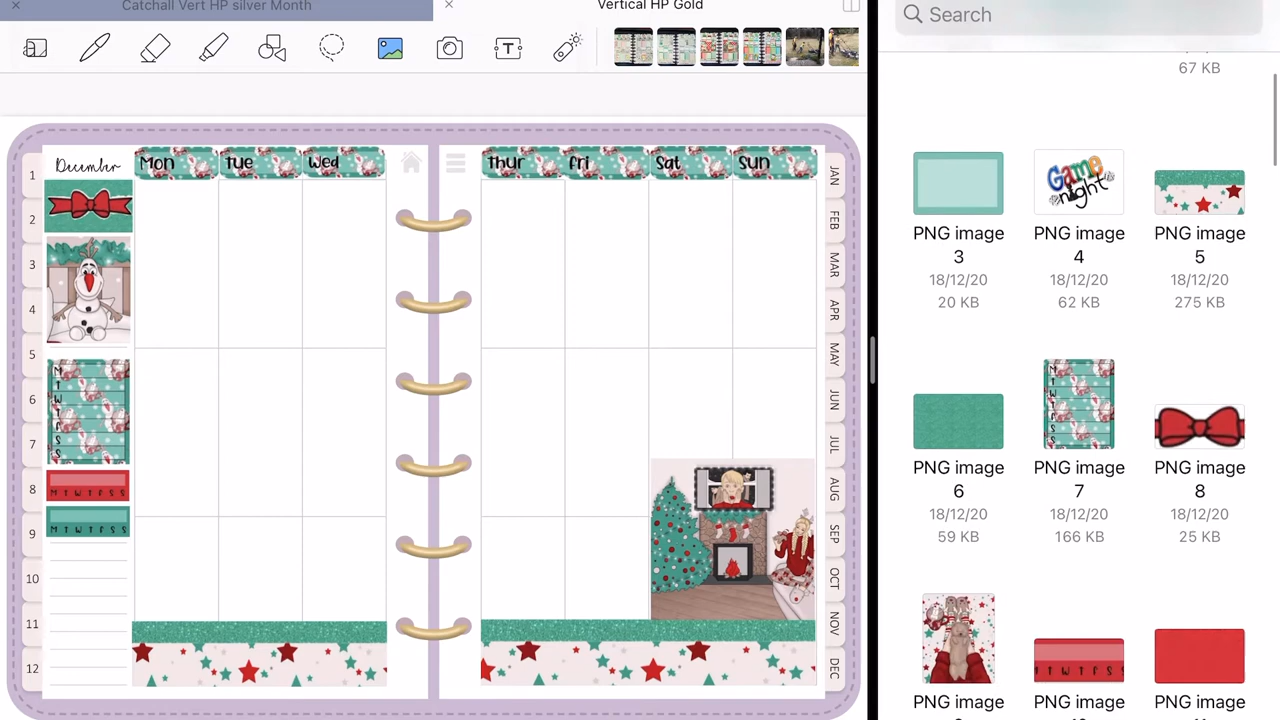 Catchall Vert HP silver Month
Vertical HP Gold
Search
67 KB
December
Mon
tue
Wed
thur
fri
Sat
Sun
1
2
3
4
5
6
7
8
9
10
11
12
JAN
FEB
MAR
APR
MAY
JUN
JUL
AUG
SEP
OCT
NOV
DEC
M
T
W
T
F
S
S
M T W T F S S
M T W T F S S
Game
night
PNG image
3
18/12/20
20 KB
PNG image
4
18/12/20
62 KB
PNG image
5
18/12/20
275 KB
PNG image
6
18/12/20
59 KB
PNG image
7
18/12/20
166 KB
PNG image
8
18/12/20
25 KB
PNG image
PNG image
PNG image